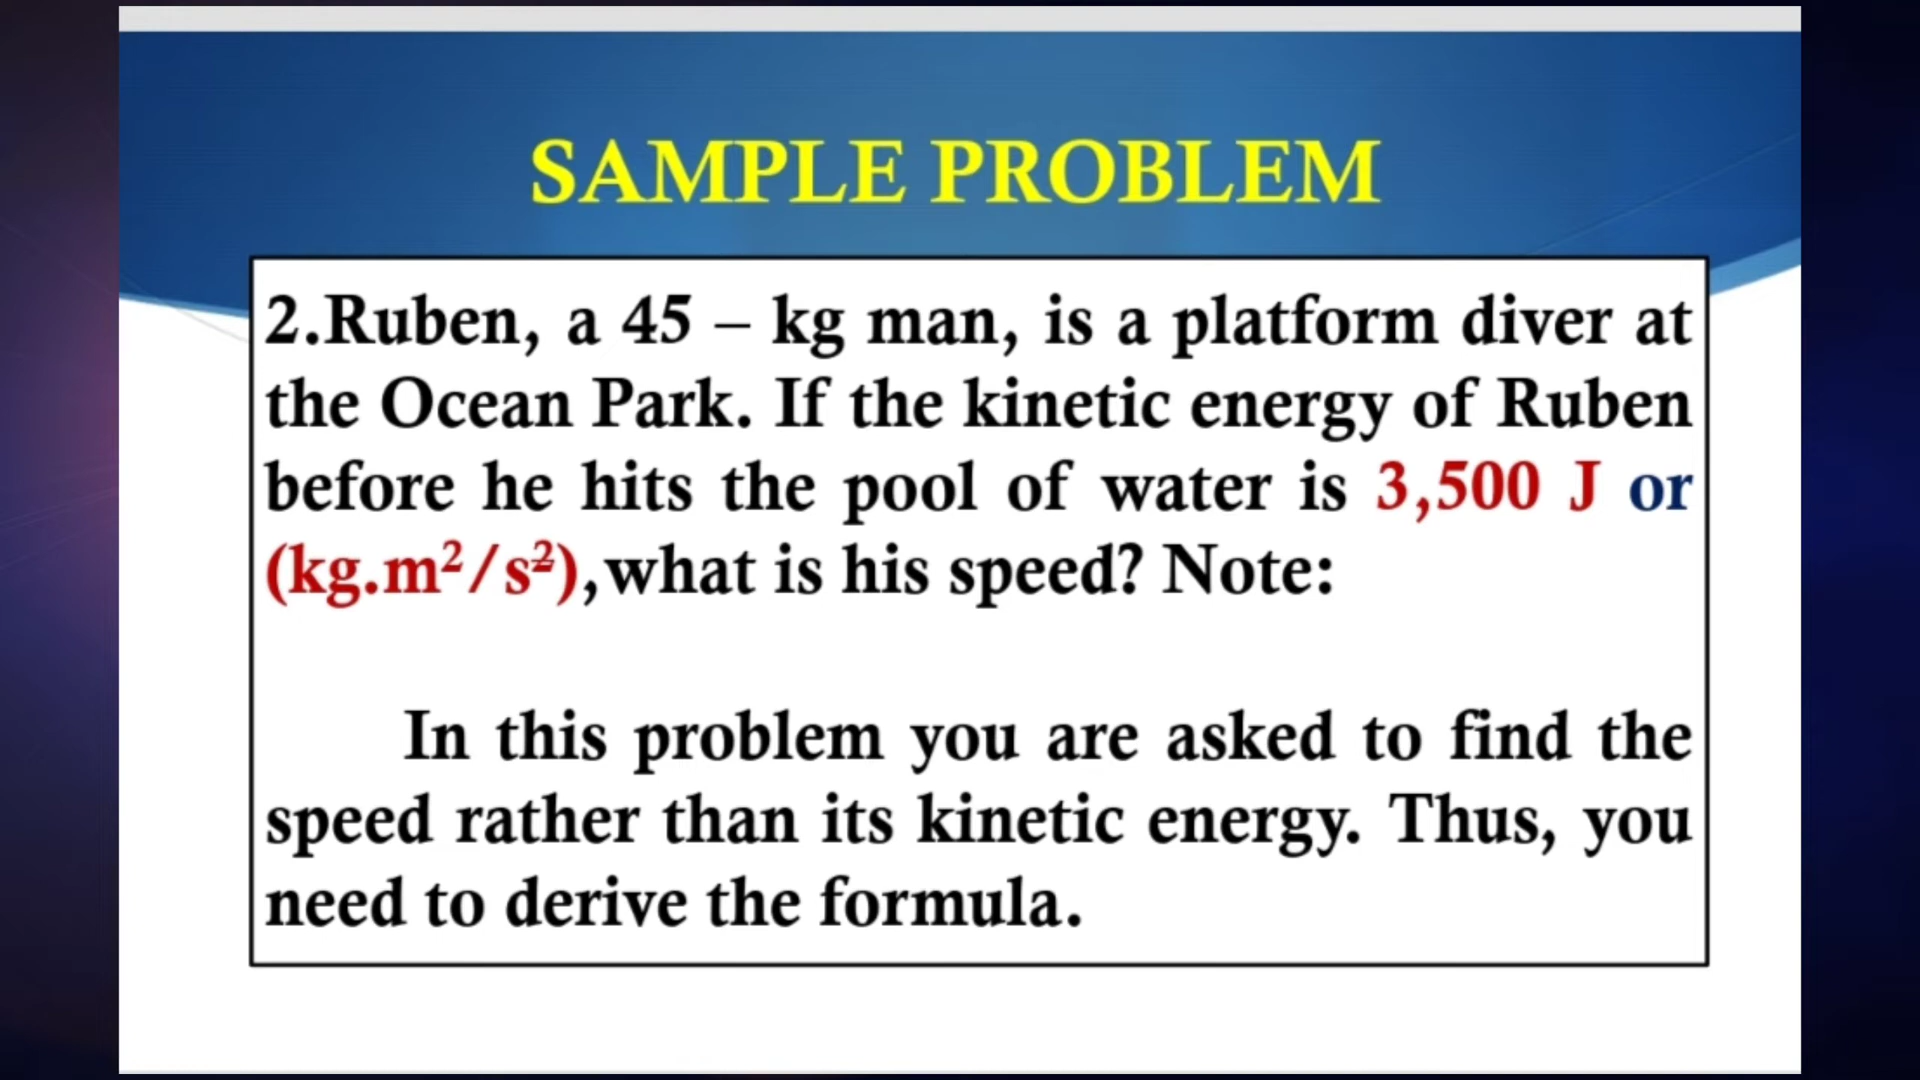 SAMPLE PROBLEM
2.Ruben, a 45 – kg man, is a platform diver at
the Ocean Park. If the kinetic energy of Ruben
before he hits the pool of water is 3,500 J or
(kg.m²/s²),what is his speed? Note:
In this problem you are asked to find the
speed rather than its kinetic energy. Thus, you
need to derive the formula.